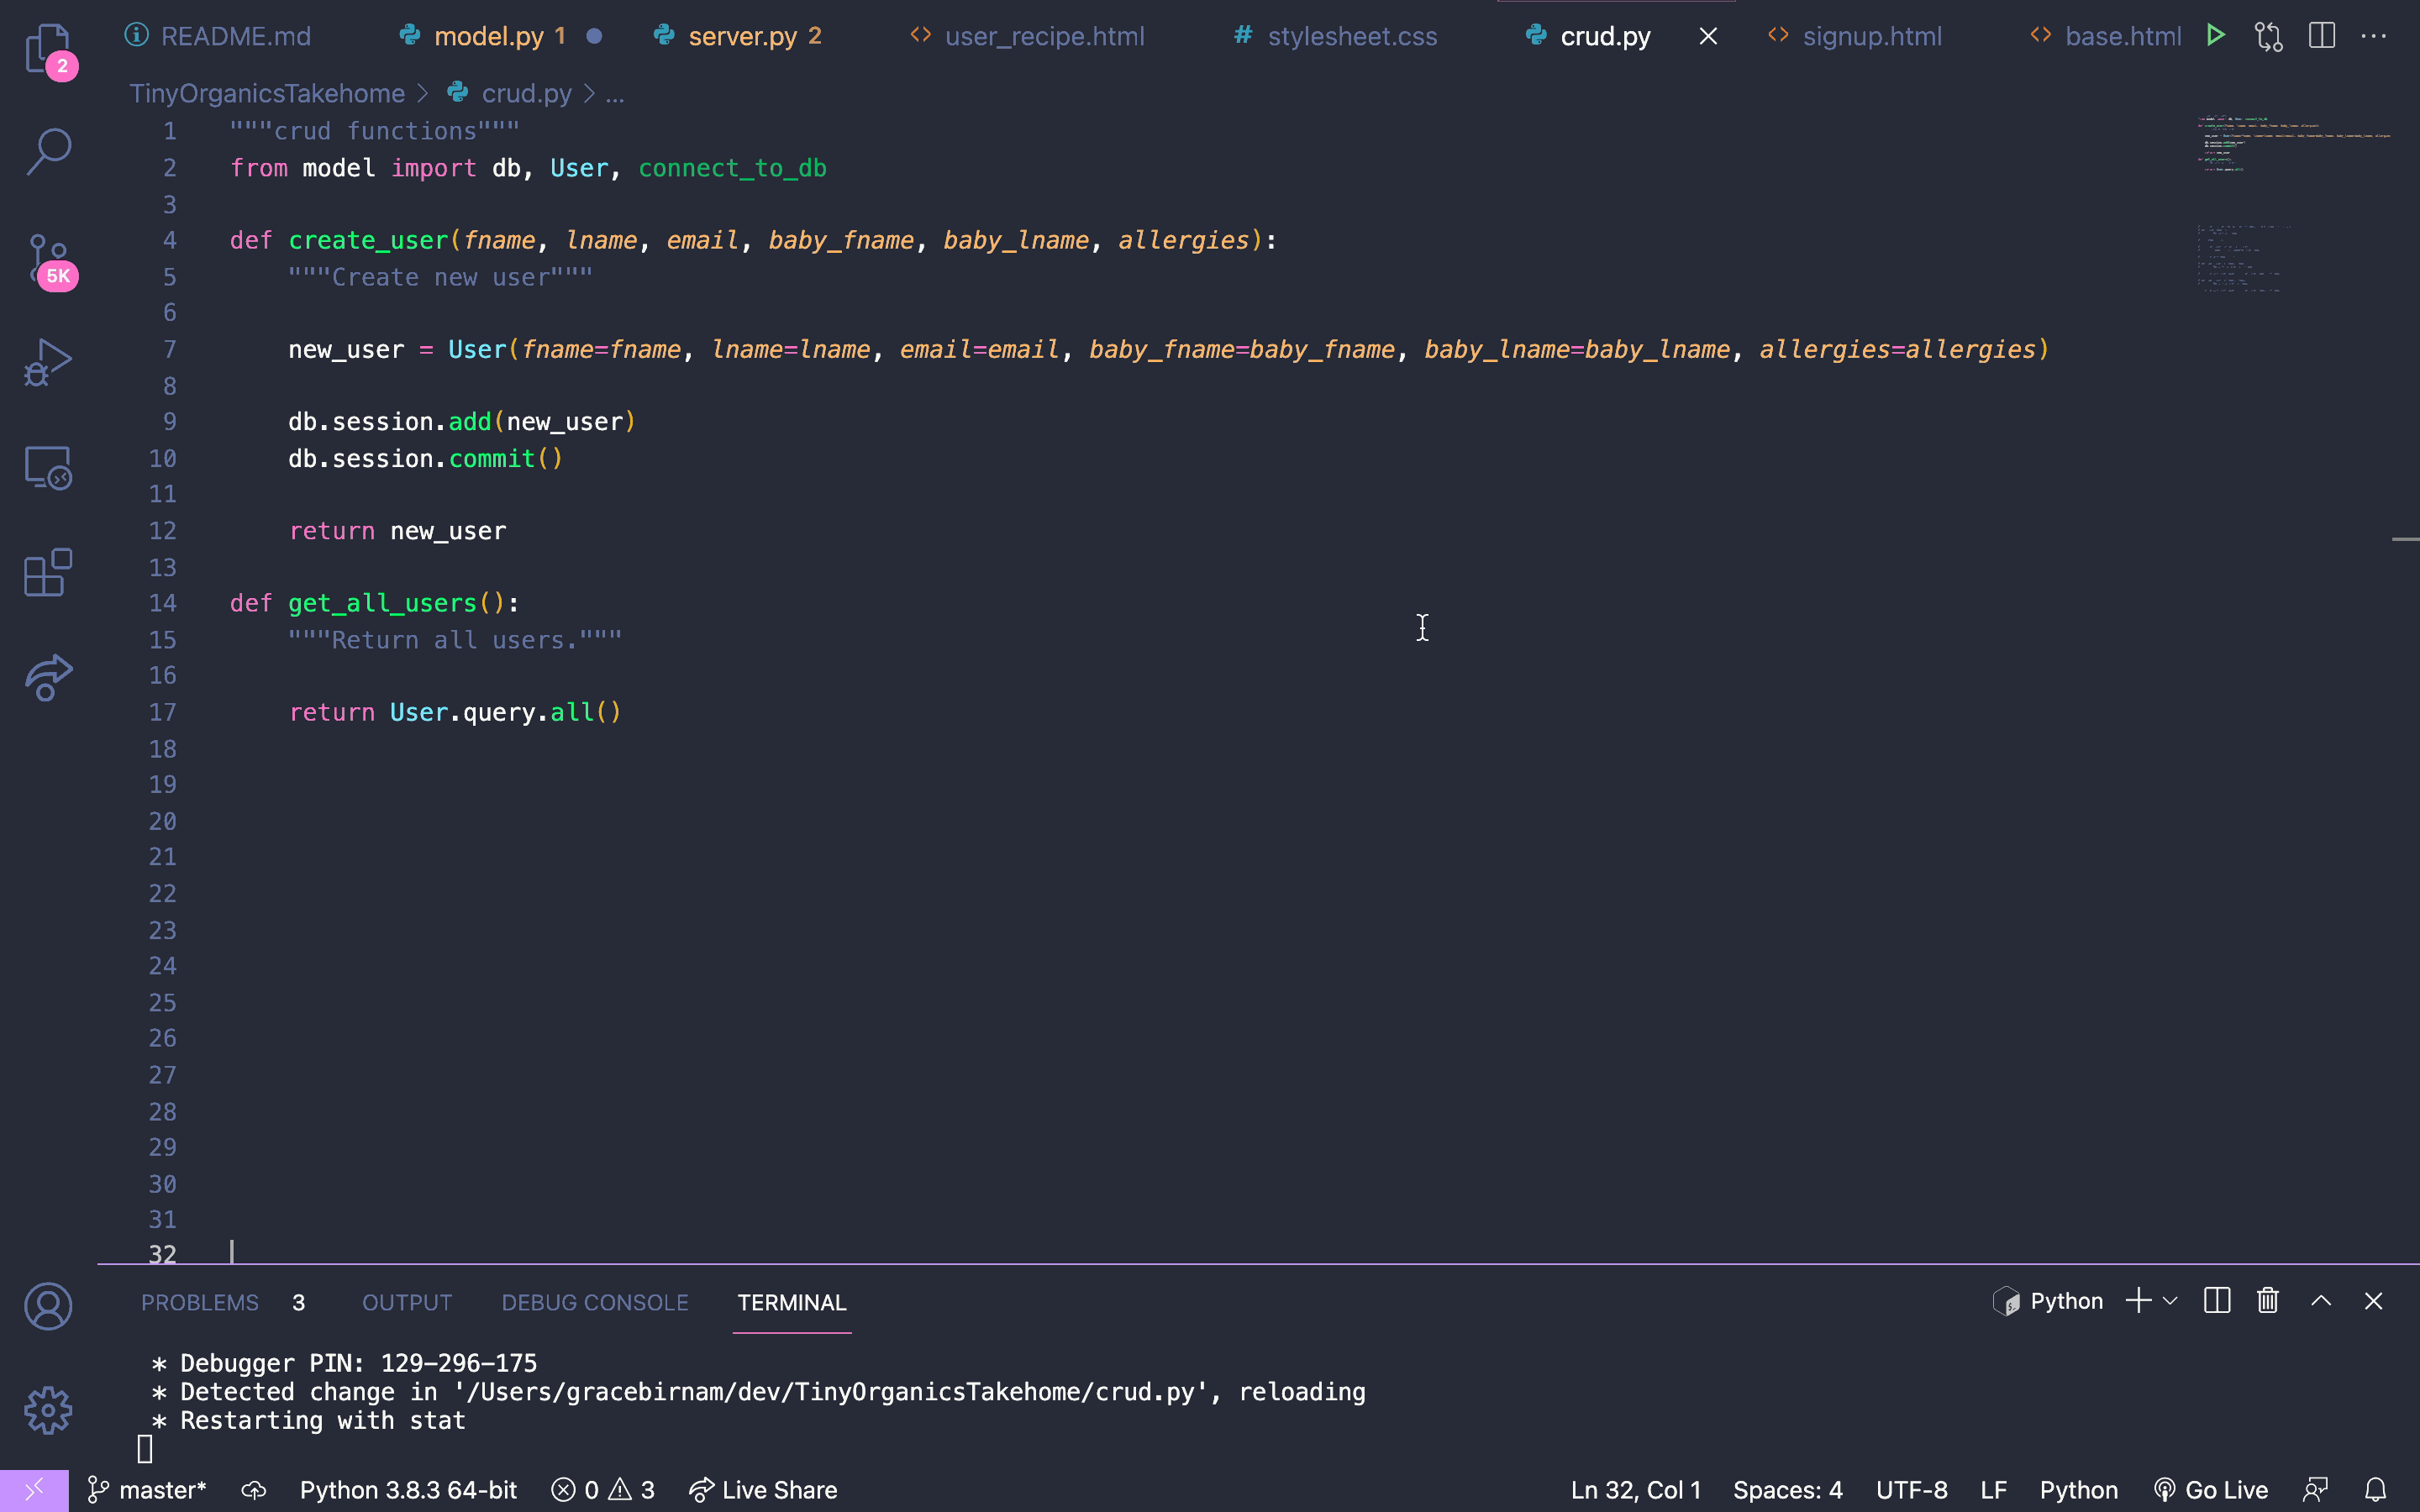 README.md model.py 1 server.py 2 user_recipe.html # stylesheet.css crud.py signup.html base.html
2
TinyOrganicsTakehome > crud.py > ...
1 """crud functions"""
2 from model import db, User, connect_to_db
3
4 def create_user(fname, lname, email, baby_fname, baby_lname, allergies):
5     """Create new user"""
6
7     new_user = User(fname=fname, lname=lname, email=email, baby_fname=baby_fname, baby_lname=baby_lname, allergies=allergies)
5K
8
9     db.session.add(new_user)
10     db.session.commit()
11
12     return new_user
13
14 def get_all_users():
15     """Return all users."""
16
17     return User.query.all()
18
19
20
21
22
23
24
25
26
27
28
29
30
31
32
PROBLEMS 3 OUTPUT DEBUG CONSOLE TERMINAL Python
* Debugger PIN: 129-296-175
* Detected change in '/Users/gracebirnam/dev/TinyOrganicsTakehome/crud.py', reloading
* Restarting with stat
master* Python 3.8.3 64-bit 0 3 Live Share Ln 32, Col 1 Spaces: 4 UTF-8 LF Python Go Live